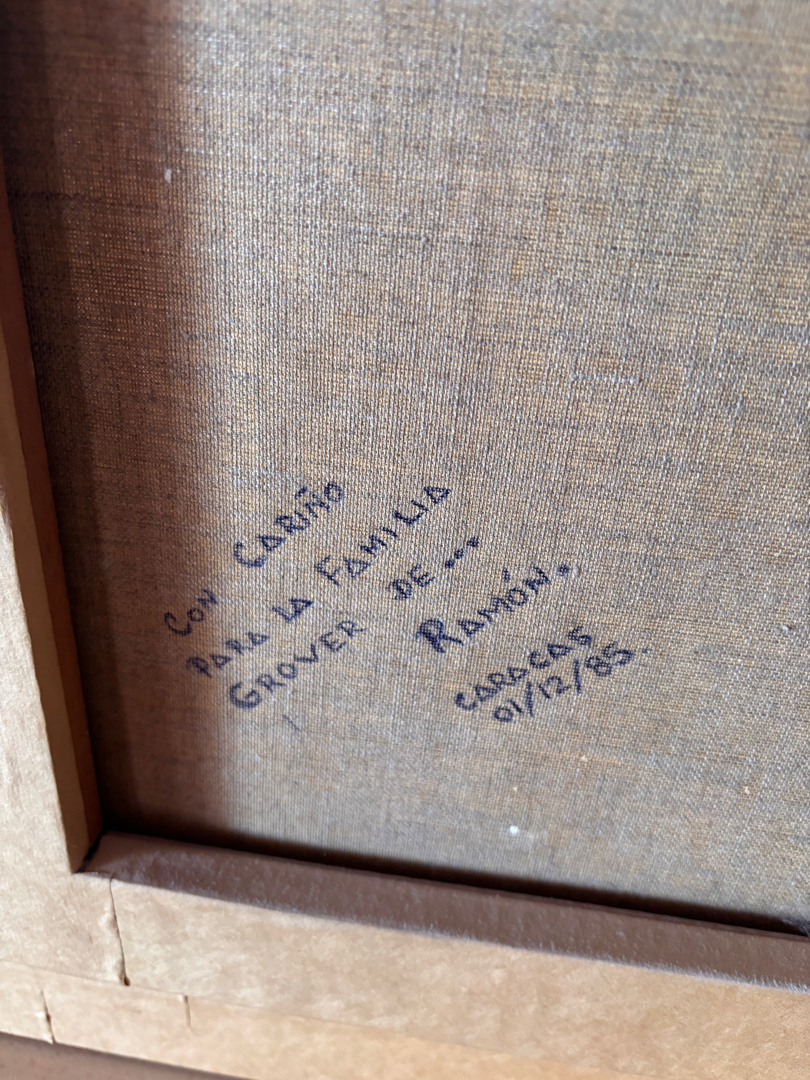 CON CARIÑO
PARA LA FAMILIA
GROVER DE...
RAMÓN.
CARACAS
01/12/85.